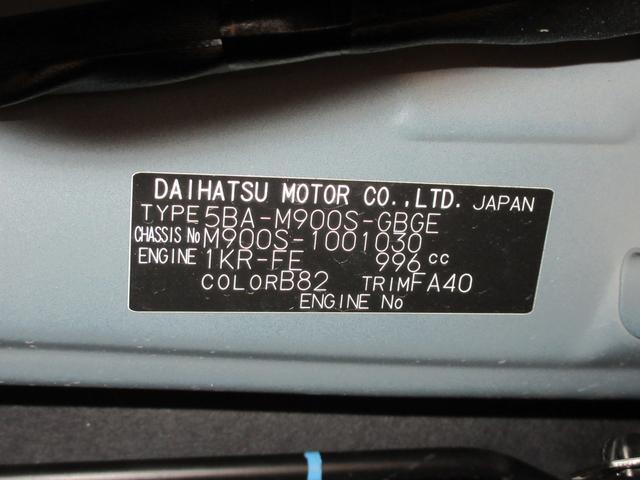 DAIHATSU MOTOR CO.,LTD. JAPAN
TYPE 5BA-M900S-GBGE
CHASSIS No M900S-1001030
ENGINE 1KR-FE 996 cc
COLOR B82 TRIM FA40
ENGINE No